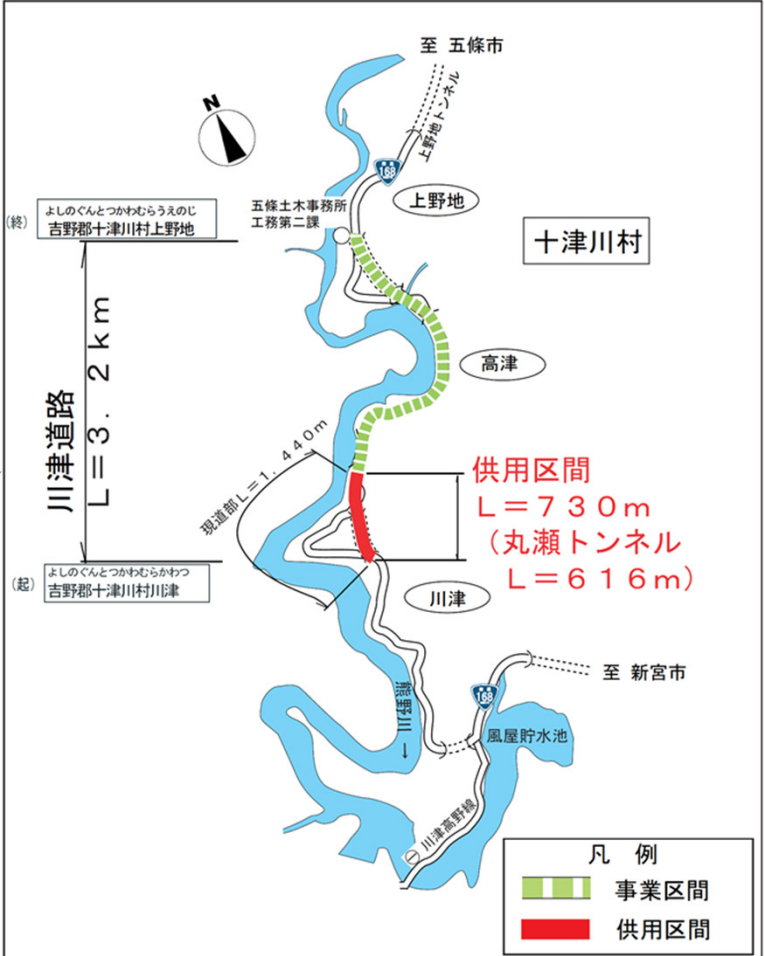 至 五條市
上野地トンネル
N
国道
168
上野地
五條土木事務所
工務第二課
(終)
よしのぐんとつかわむらうえのじ
吉野郡十津川村上野地
十津川村
高津
川津道路
L=3.2km
現道部L=1,440m
供用区間
L=730m
(丸瀬トンネル
L=616m)
(起)
よしのぐんとつかわむらかわつ
吉野郡十津川村川津
川津
至 新宮市
国道
168
熊野川→
風屋貯水池
川津高野線
凡 例
事業区間
供用区間